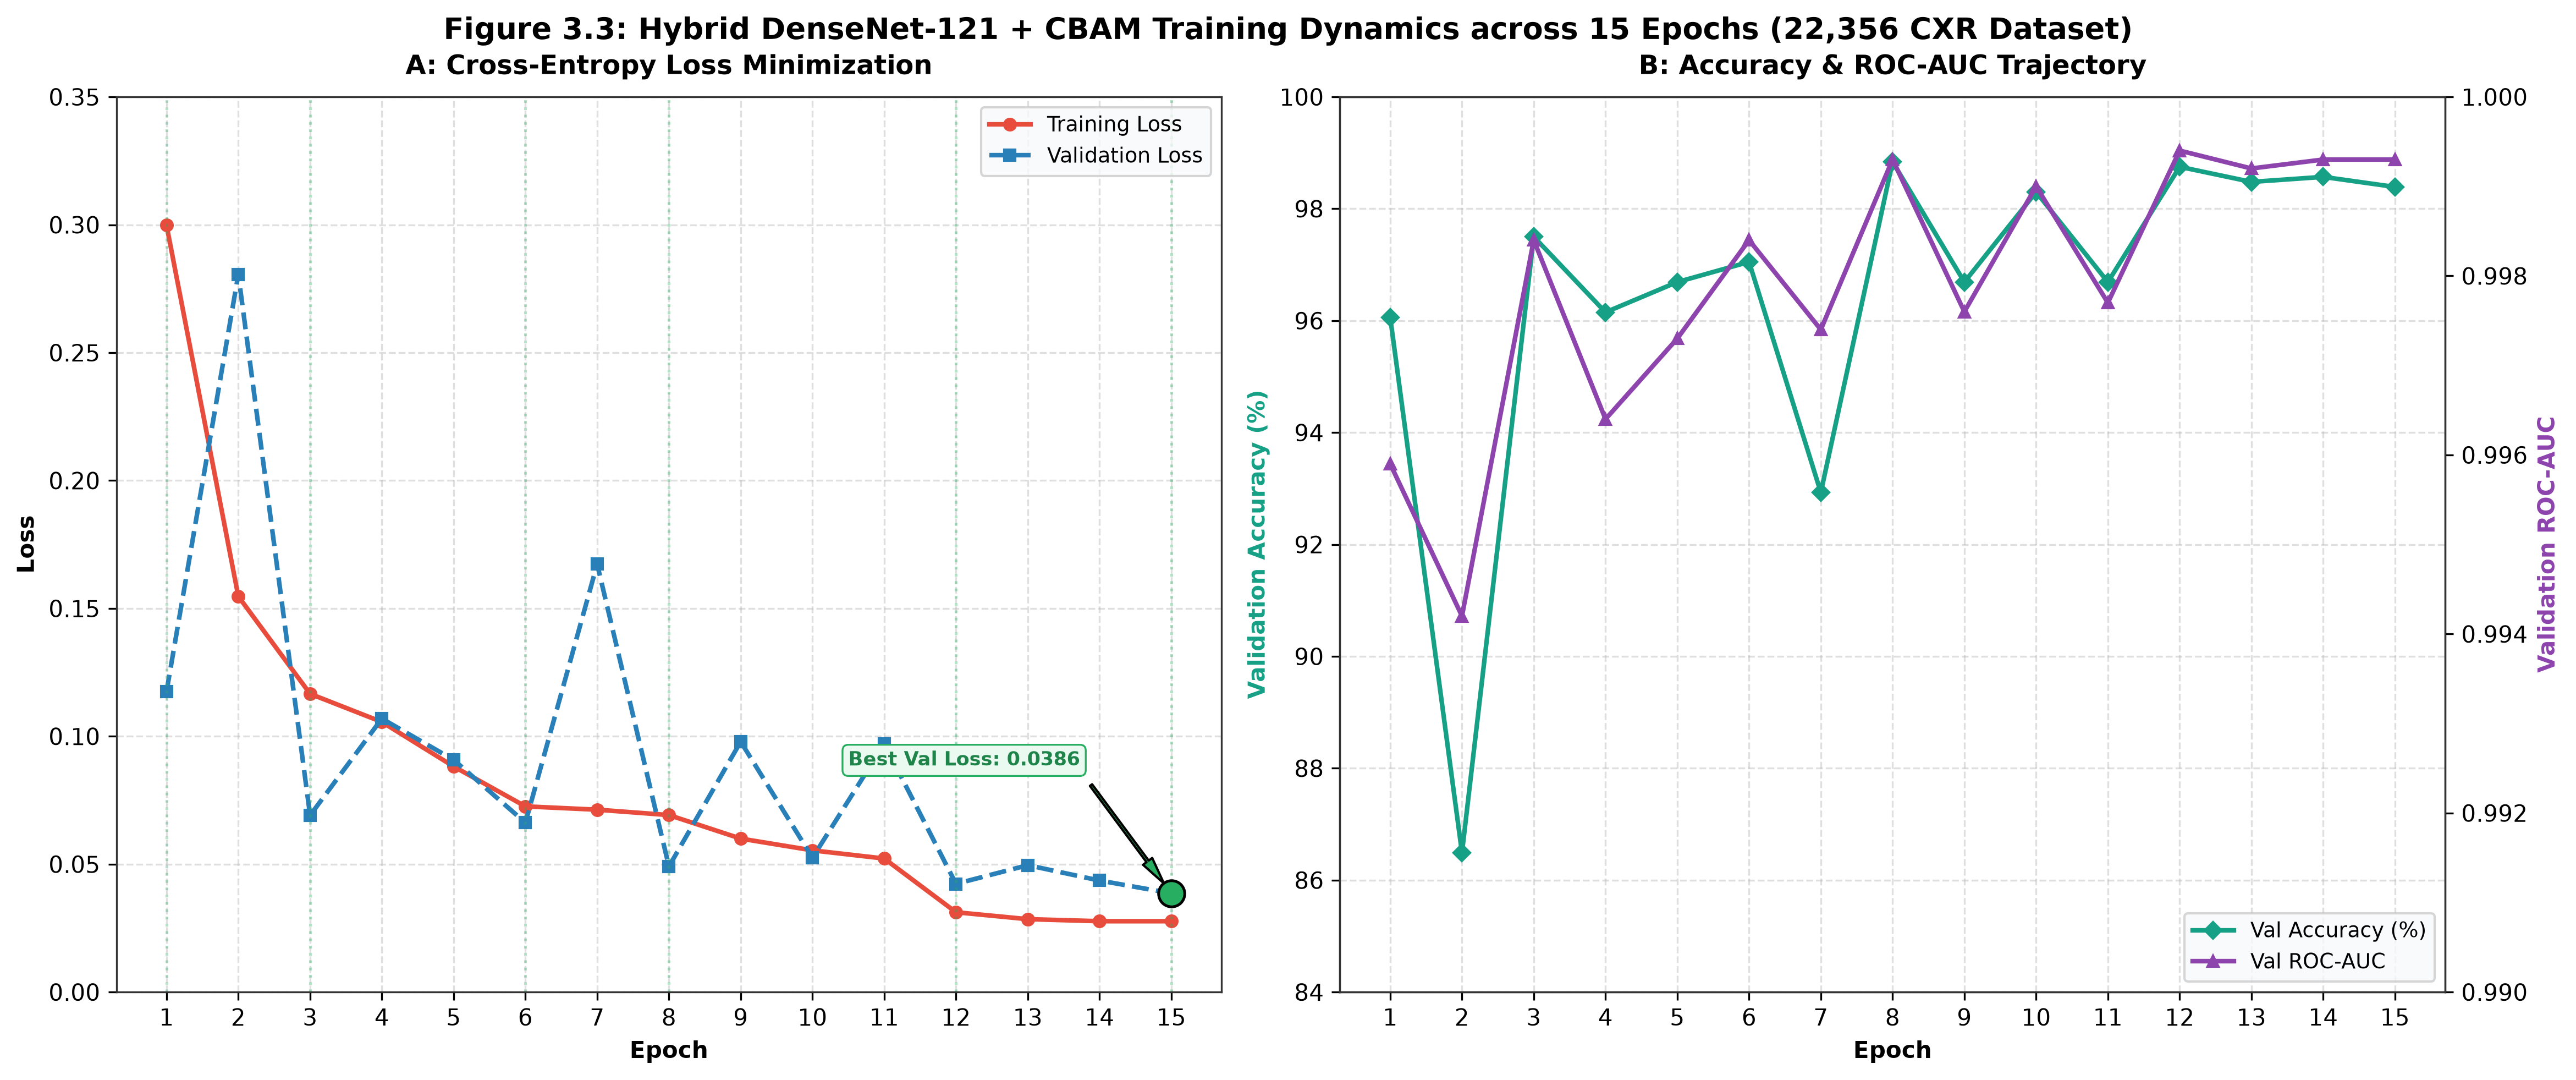 Figure 3.3: Hybrid DenseNet-121 + CBAM Training Dynamics across 15 Epochs (22,356 CXR Dataset)
A: Cross-Entropy Loss Minimization
0.35
0.30
0.25
0.20
0.15
0.10
0.05
0.00
Loss
Training Loss
Validation Loss
Best Val Loss: 0.0386
1 2 3 4 5 6 7 8 9 10 11 12 13 14 15
Epoch
B: Accuracy & ROC-AUC Trajectory
100
98
96
94
92
90
88
86
84
Validation Accuracy (%)
1.000
0.998
0.996
0.994
0.992
0.990
Validation ROC-AUC
Val Accuracy (%)
Val ROC-AUC
1 2 3 4 5 6 7 8 9 10 11 12 13 14 15
Epoch